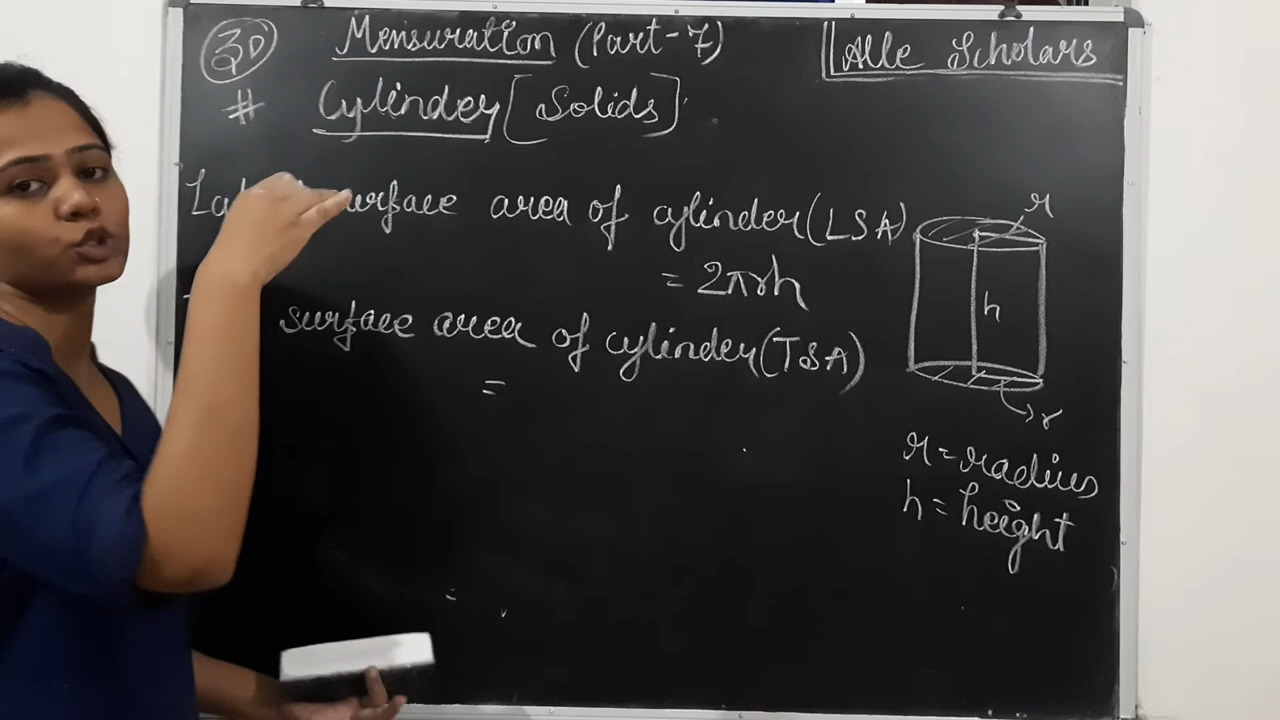 3D Mensuration (Part-7)
Alle Scholars
# Cylinder [Solids]
surface area of cylinder (LSA)
= 2πrh
surface area of cylinder (TSA)
=
r
h
r
r = radius
h = height